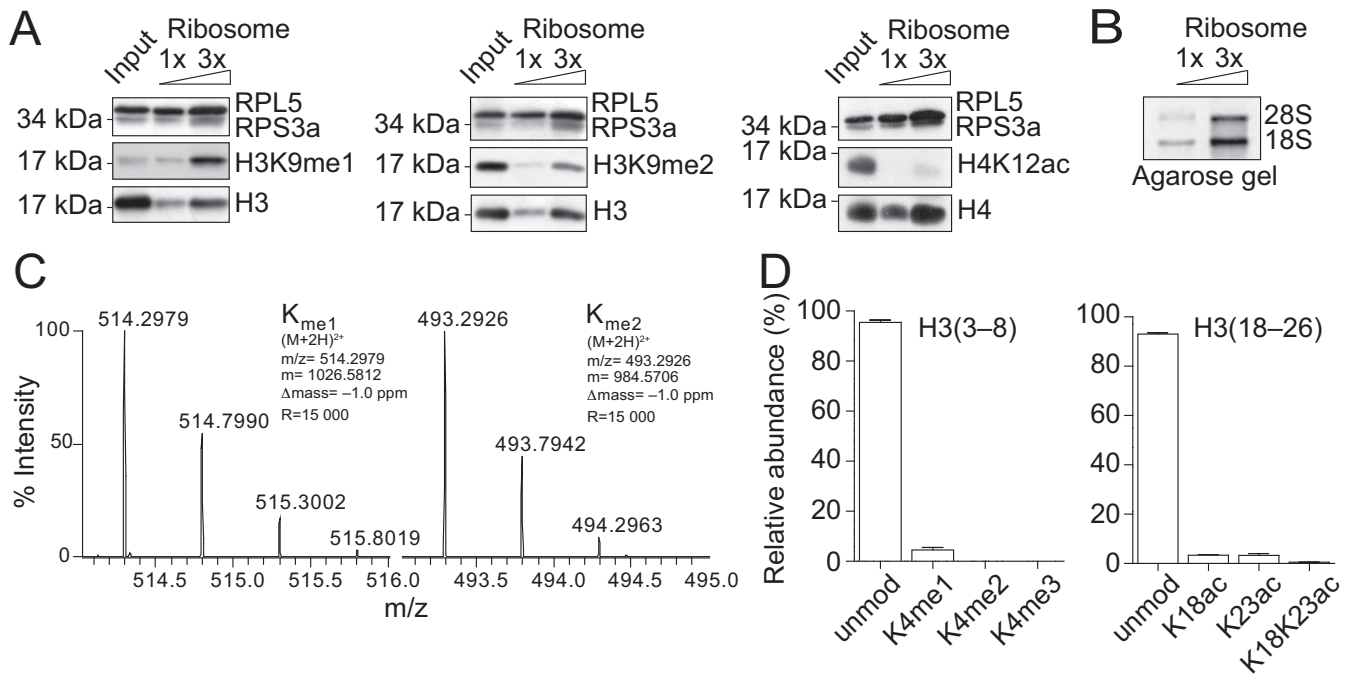 A
Input
Ribosome
1x 3x
RPL5
34 kDa
RPS3a
17 kDa
H3K9me1
17 kDa
H3
Input
Ribosome
1x 3x
RPL5
34 kDa
RPS3a
17 kDa
H3K9me2
17 kDa
H3
Input
Ribosome
1x 3x
RPL5
34 kDa
RPS3a
17 kDa
H4K12ac
17 kDa
H4
B
Ribosome
1x 3x
28S
18S
Agarose gel
C
% Intensity
100
50
0
514.2979
514.7990
515.3002
515.8019
Kme1
(M+2H)²⁺
m/z= 514.2979
m= 1026.5812
Δmass= –1.0 ppm
R=15 000
514.5 515.0 515.5 516.0
493.2926
493.7942
494.2963
Kme2
(M+2H)²⁺
m/z= 493.2926
m= 984.5706
Δmass= –1.0 ppm
R=15 000
493.5 494.0 494.5 495.0
m/z
D
Relative abundance (%)
H3(3–8)
100
80
60
40
20
0
unmod
K4me1
K4me2
K4me3
H3(18–26)
100
80
60
40
20
0
unmod
K18ac
K23ac
K18K23ac